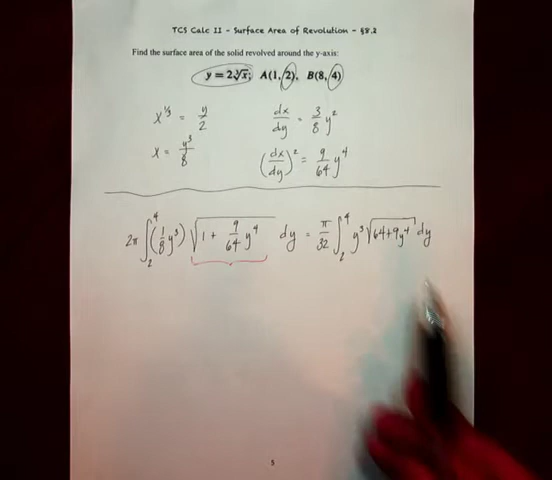 TCS Calc II - Surface Area of Revolution - §8.2
Find the surface area of the solid revolved around the y-axis:
y = 2∛x; A(1, 2), B(8, 4)
x^{1/3} = y/2
dx/dy = 3/8 y²
x = y³/8
(dx/dy)² = 9/64 y⁴
2π ∫₂⁴ (1/8 y³) √(1 + 9/64 y⁴) dy = π/32 ∫₂⁴ y³ √(64+9y⁴) dy
5